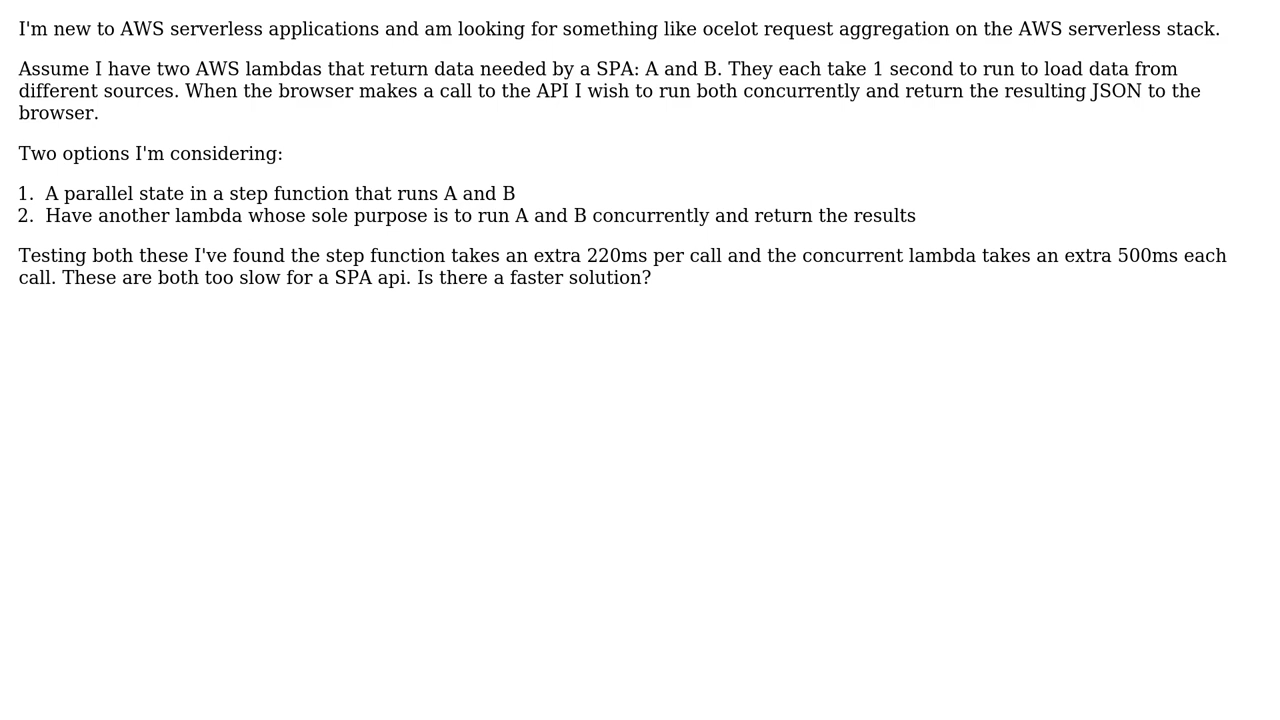 I'm new to AWS serverless applications and am looking for something like ocelot request aggregation on the AWS serverless stack.
Assume I have two AWS lambdas that return data needed by a SPA: A and B. They each take 1 second to run to load data from
different sources. When the browser makes a call to the API I wish to run both concurrently and return the resulting JSON to the
browser.
Two options I'm considering:
1. A parallel state in a step function that runs A and B
2. Have another lambda whose sole purpose is to run A and B concurrently and return the results
Testing both these I've found the step function takes an extra 220ms per call and the concurrent lambda takes an extra 500ms each
call. These are both too slow for a SPA api. Is there a faster solution?